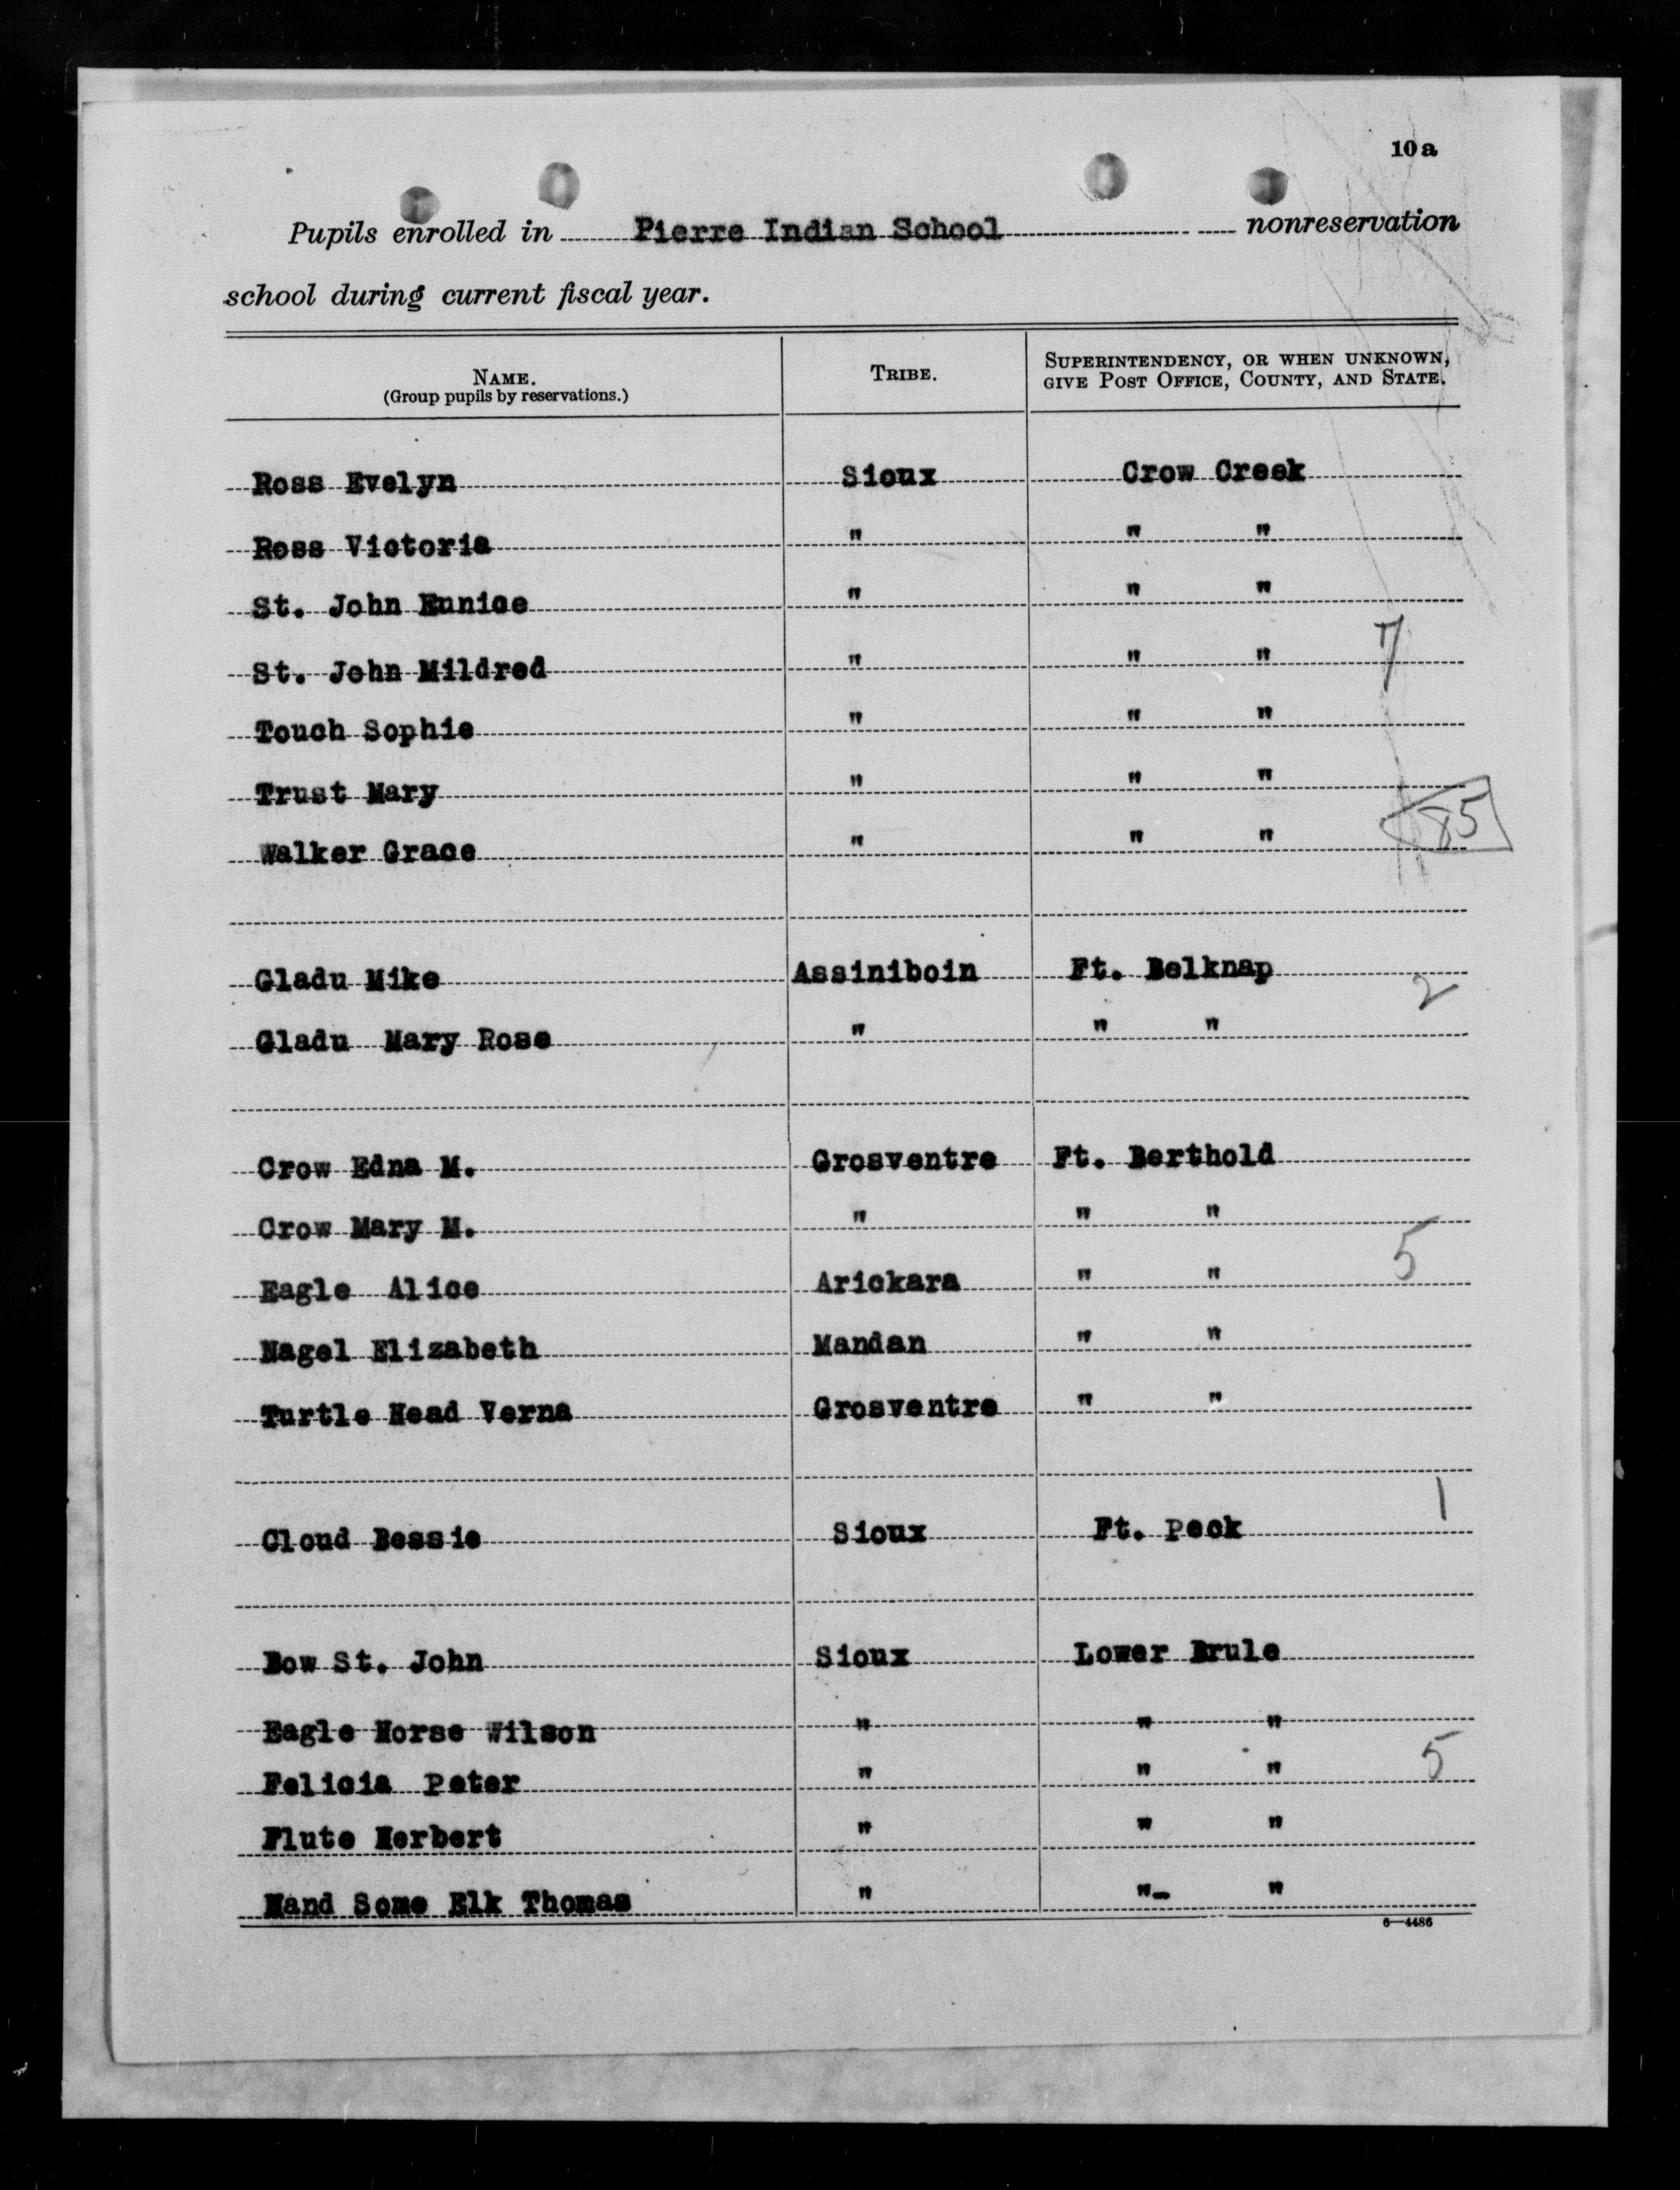 10a
Pupils enrolled in Pierre Indian School nonreservation
school during current fiscal year.
NAME. TRIBE. SUPERINTENDENCY, OR WHEN UNKNOWN,
(Group pupils by reservations.) GIVE POST OFFICE, COUNTY, AND STATE.
Ross Evelyn Sioux Crow Creek
Ross Victoria " " "
St. John Eunice " " "
St. John Mildred " " " 7
Touch Sophie " " "
Trust Mary " " "
Walker Grace " " " 85
Gladu Mike Assiniboin Ft. Belknap 2
Gladu Mary Rose " " "
Crow Edna M. Grosventre Ft. Berthold
Crow Mary M. " " "
Eagle Alice Arickara " " 5
Nagel Elizabeth Mandan " "
Turtle Head Verna Grosventre " "
Cloud Bessie Sioux Ft. Peck 1
Bow St. John Sioux Lower Brule
Eagle Horse Wilson " " "
Felicia Peter " " " 5
Flute Herbert " " "
Hand Some Elk Thomas " "- "
6—4486